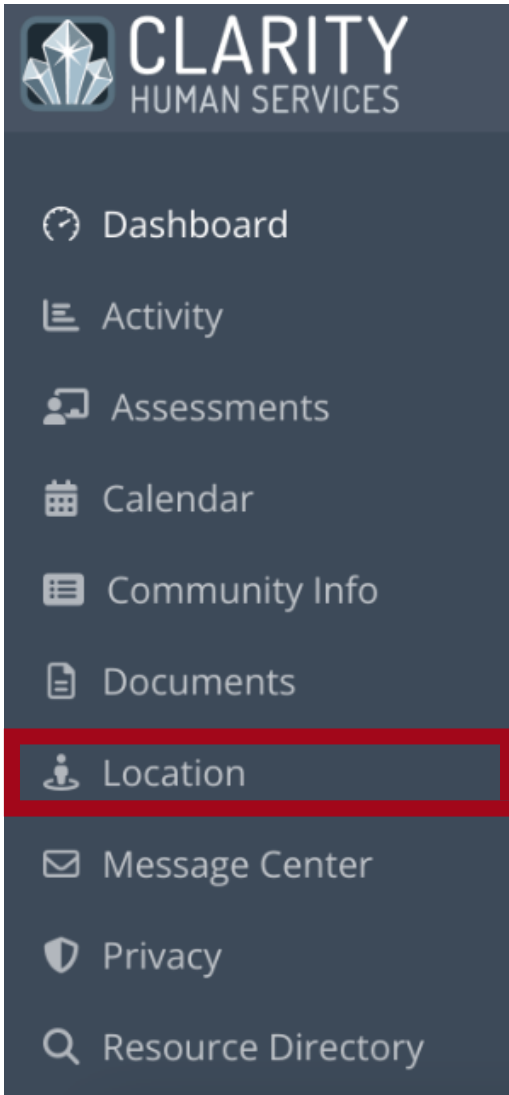 CLARITY
HUMAN SERVICES
Dashboard
Activity
Assessments
Calendar
Community Info
Documents
Location
Message Center
Privacy
Resource Directory